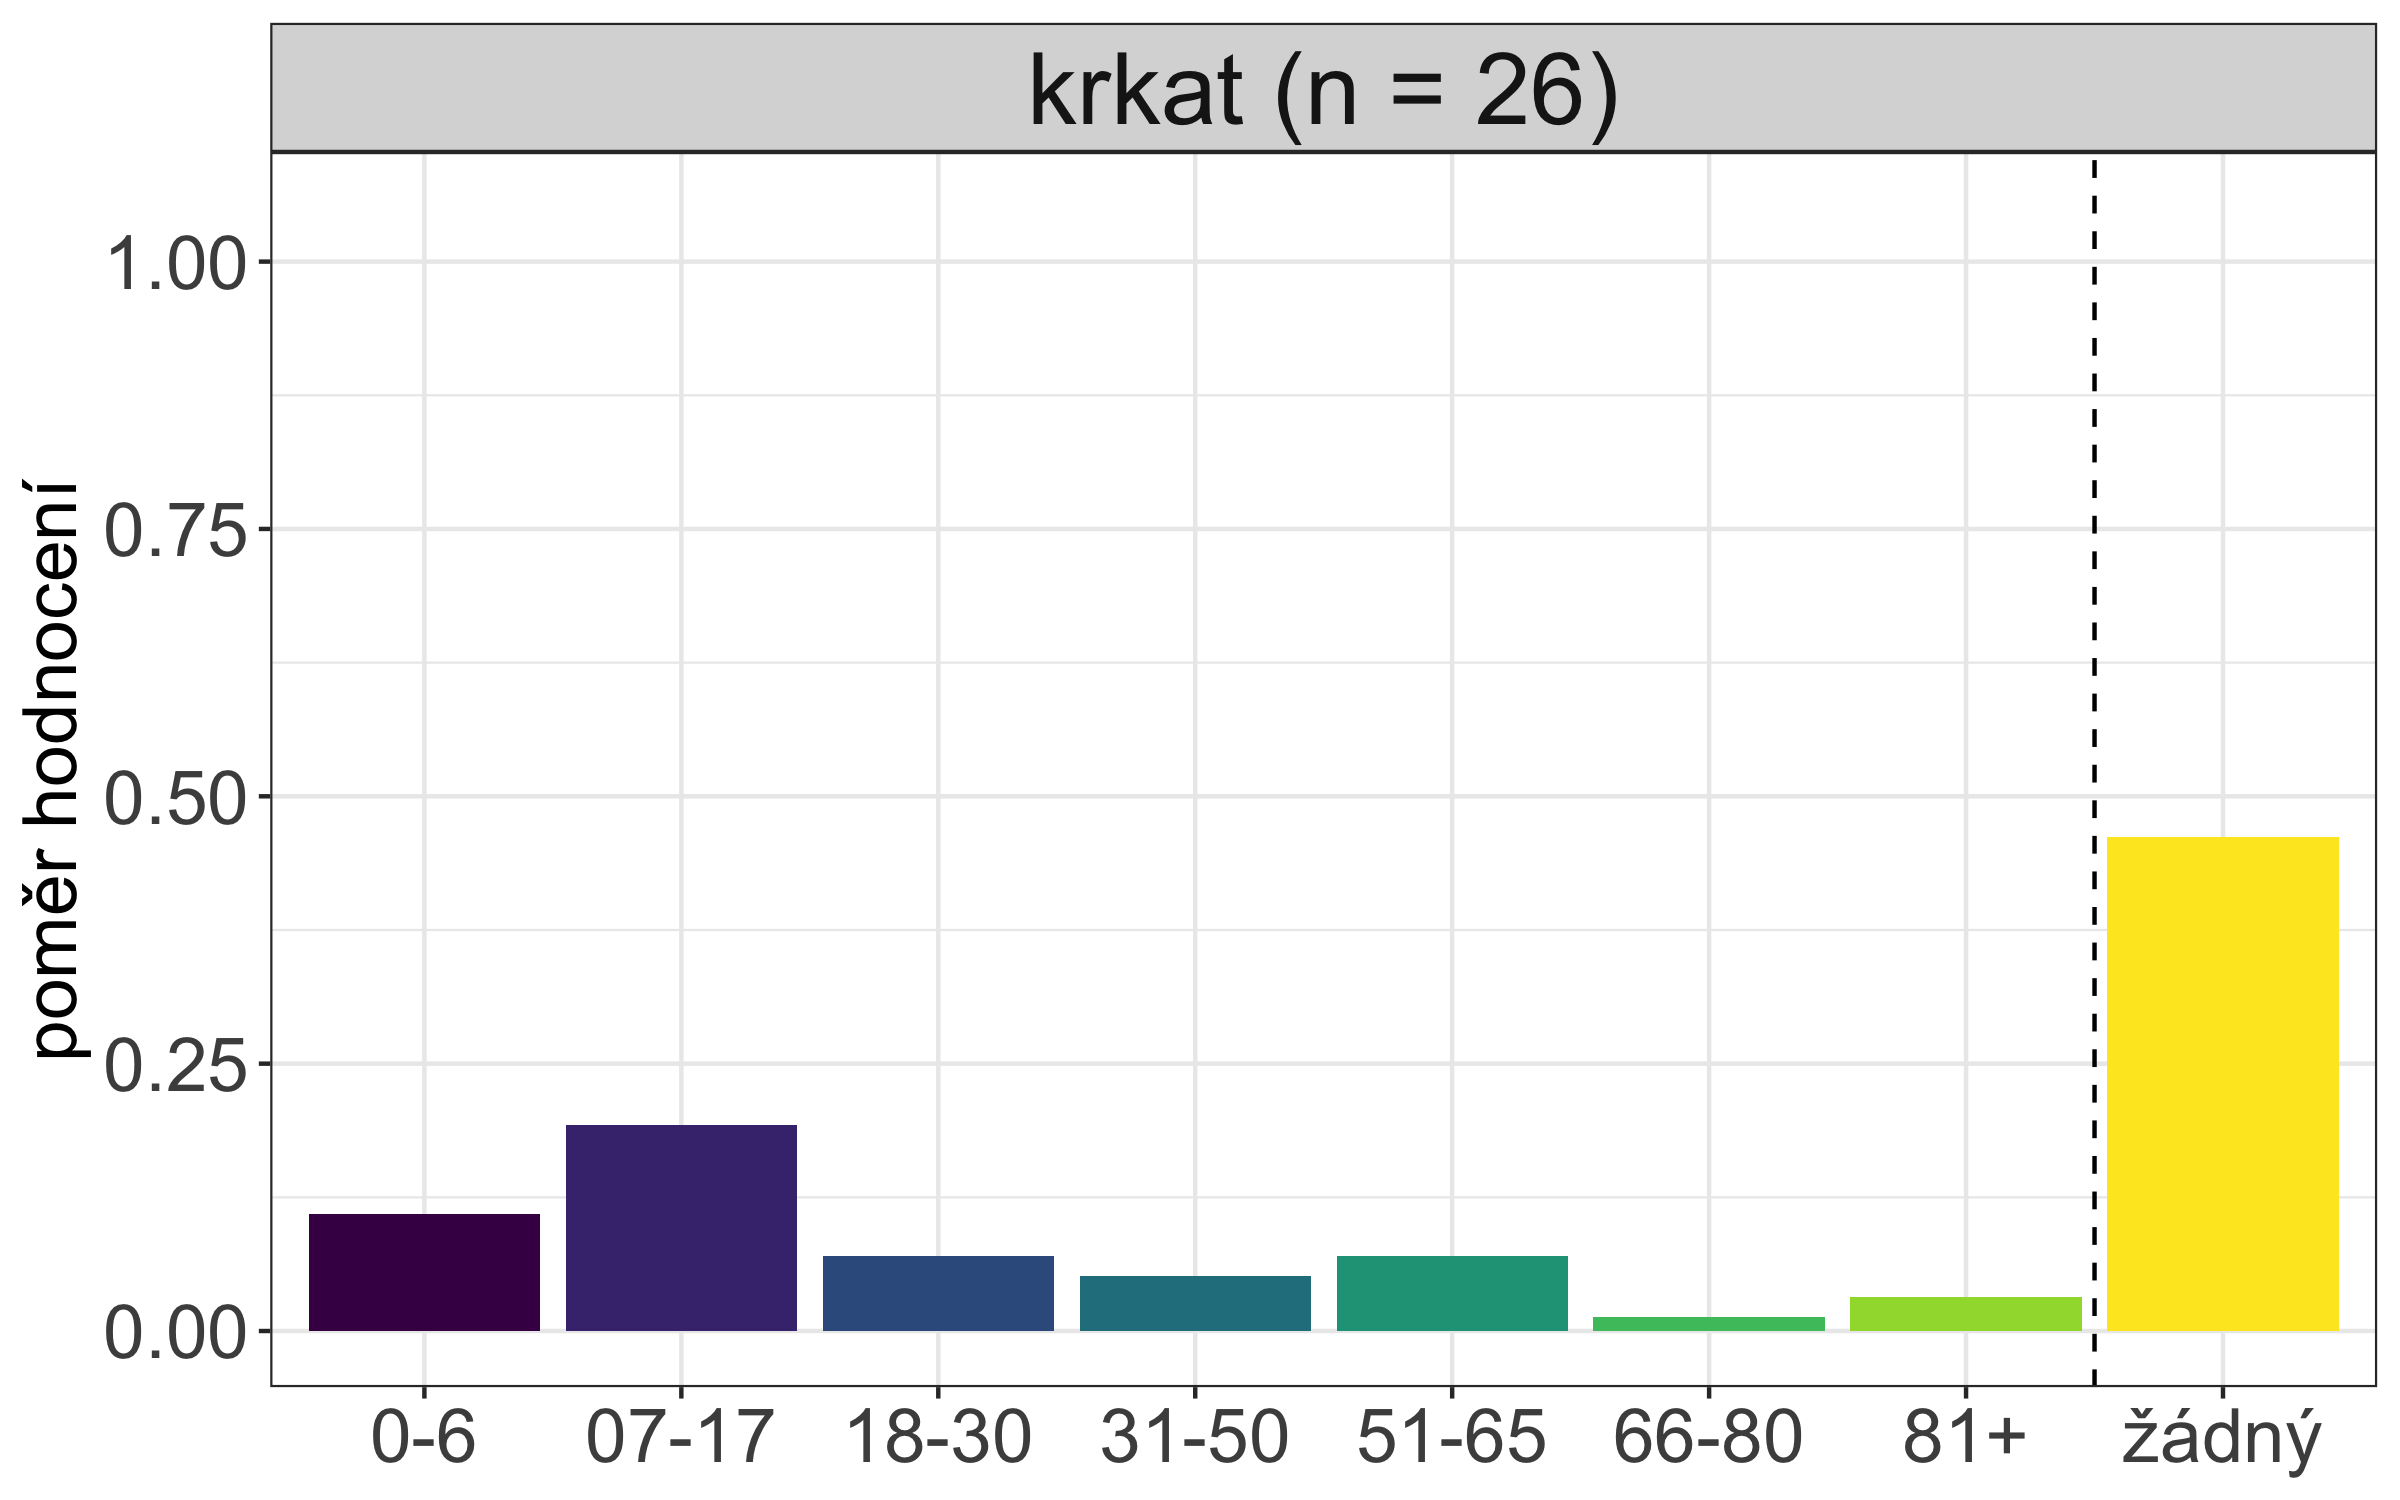 krkat (n = 26)
poměr hodnocení
1.00
0.75
0.50
0.25
0.00
0-6 07-17 18-30 31-50 51-65 66-80 81+ žádný